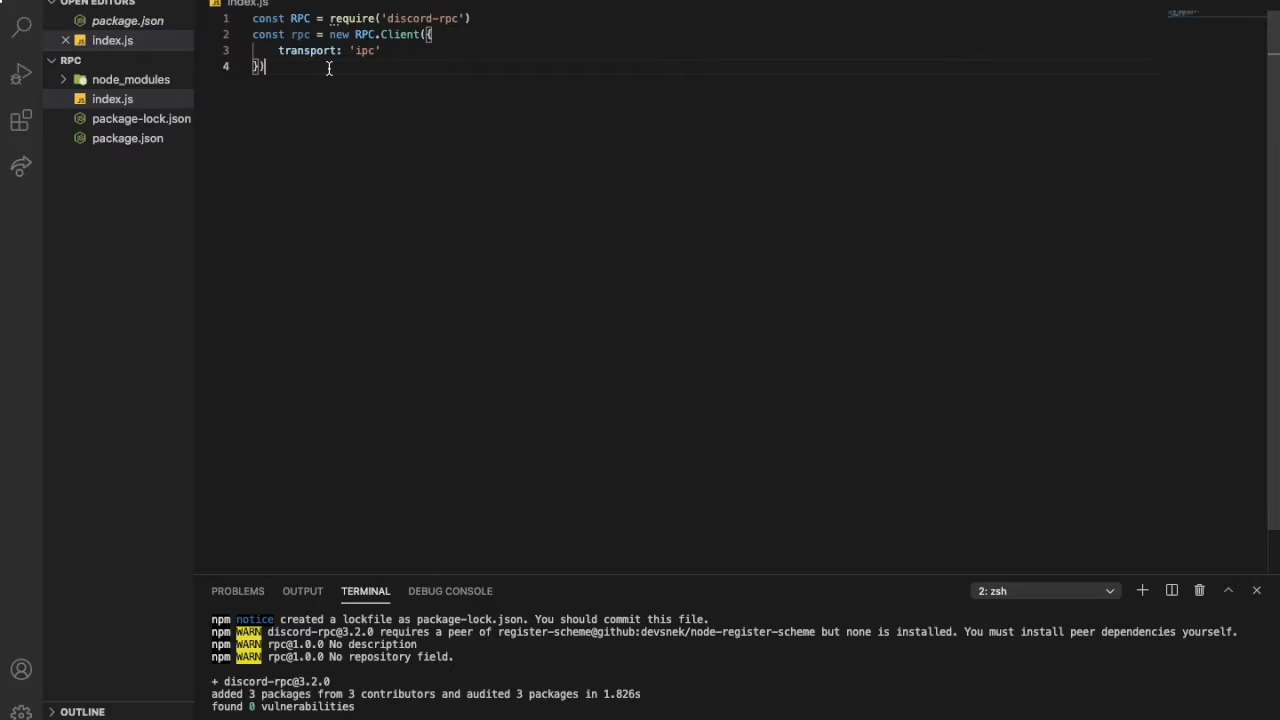 OPEN EDITORS
package.json
index.js
RPC
node_modules
index.js
package-lock.json
package.json
OUTLINE
index.js
1 const RPC = require('discord-rpc')
2 const rpc = new RPC.Client({
3 transport: 'ipc'
4 })
PROBLEMS OUTPUT TERMINAL DEBUG CONSOLE 2: zsh
npm notice created a lockfile as package-lock.json. You should commit this file.
npm WARN discord-rpc@3.2.0 requires a peer of register-scheme@github:devsnek/node-register-scheme but none is installed. You must install peer dependencies yourself.
npm WARN rpc@1.0.0 No description
npm WARN rpc@1.0.0 No repository field.
+ discord-rpc@3.2.0
added 3 packages from 3 contributors and audited 3 packages in 1.826s
found 0 vulnerabilities